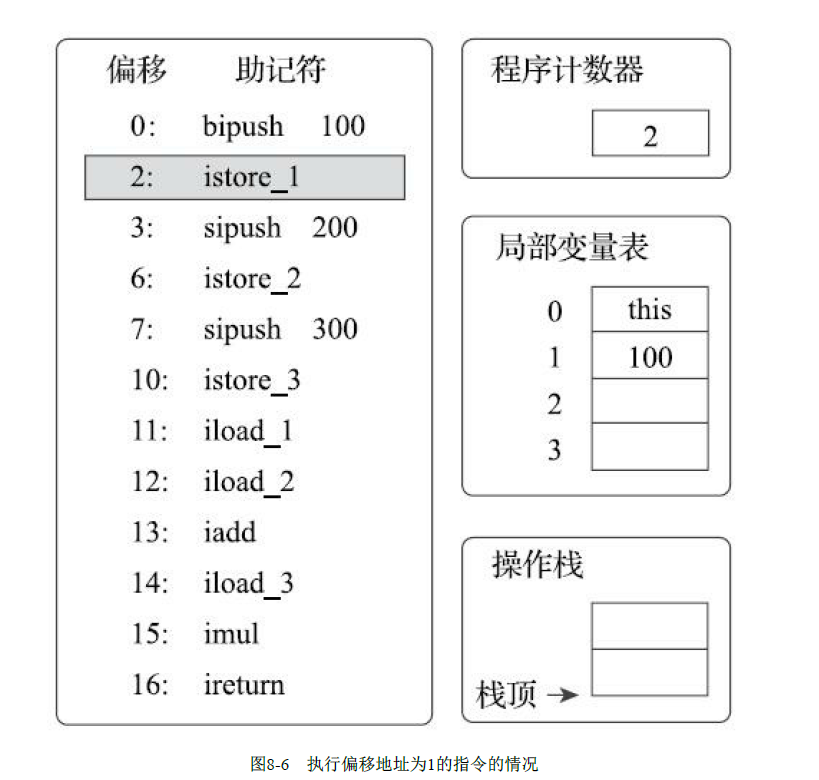 偏移 助记符
0: bipush 100
2: istore_1
3: sipush 200
6: istore_2
7: sipush 300
10: istore_3
11: iload_1
12: iload_2
13: iadd
14: iload_3
15: imul
16: ireturn
程序计数器
2
局部变量表
0 this
1 100
2
3
操作栈
栈顶
图8-6 执行偏移地址为1的指令的情况